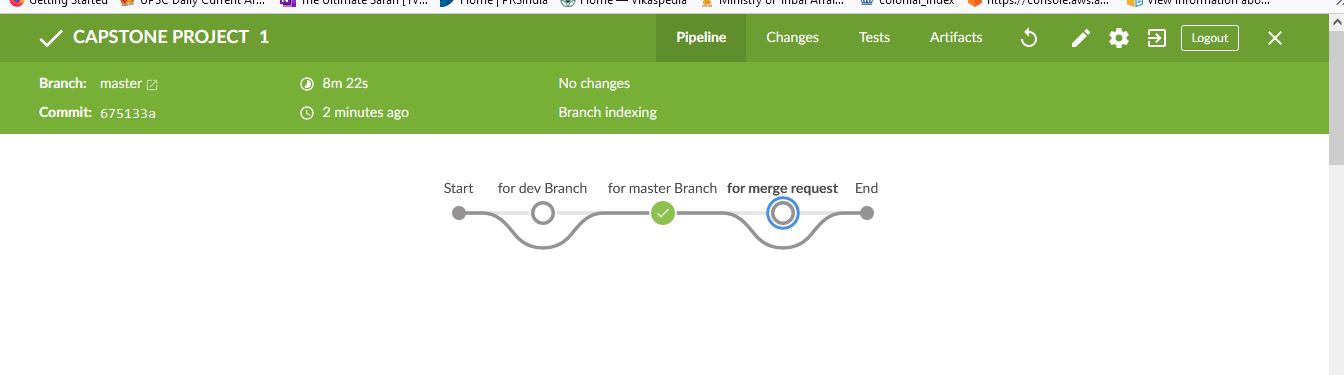 Getting Started UPSC Daily Current Af... The Ultimate Sarah [TV... Home | PRSIndia Home — Vikaspedia Ministry of Tribal Affai... colonial_index https://console.aws.a... View information abo...
CAPSTONE PROJECT 1 Pipeline Changes Tests Artifacts Logout
Branch: master 8m 22s No changes
Commit: 675133a 2 minutes ago Branch indexing
Start for dev Branch for master Branch for merge request End